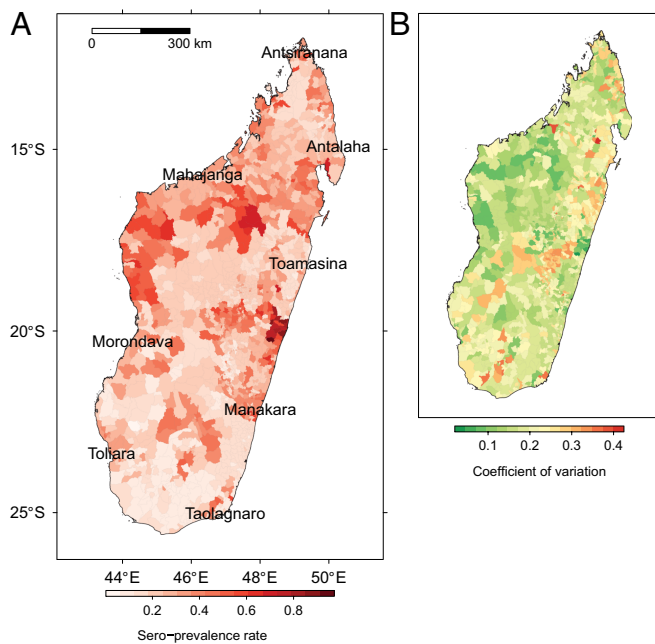 A
B
0 300 km
Antsiranana
15°S
Antalaha
Mahajanga
Toamasina
20°S
Morondava
Manakara
Toliara
25°S
Taolagnaro
44°E 46°E 48°E 50°E
0.2 0.4 0.6 0.8
Sero−prevalence rate
0.1 0.2 0.3 0.4
Coefficient of variation